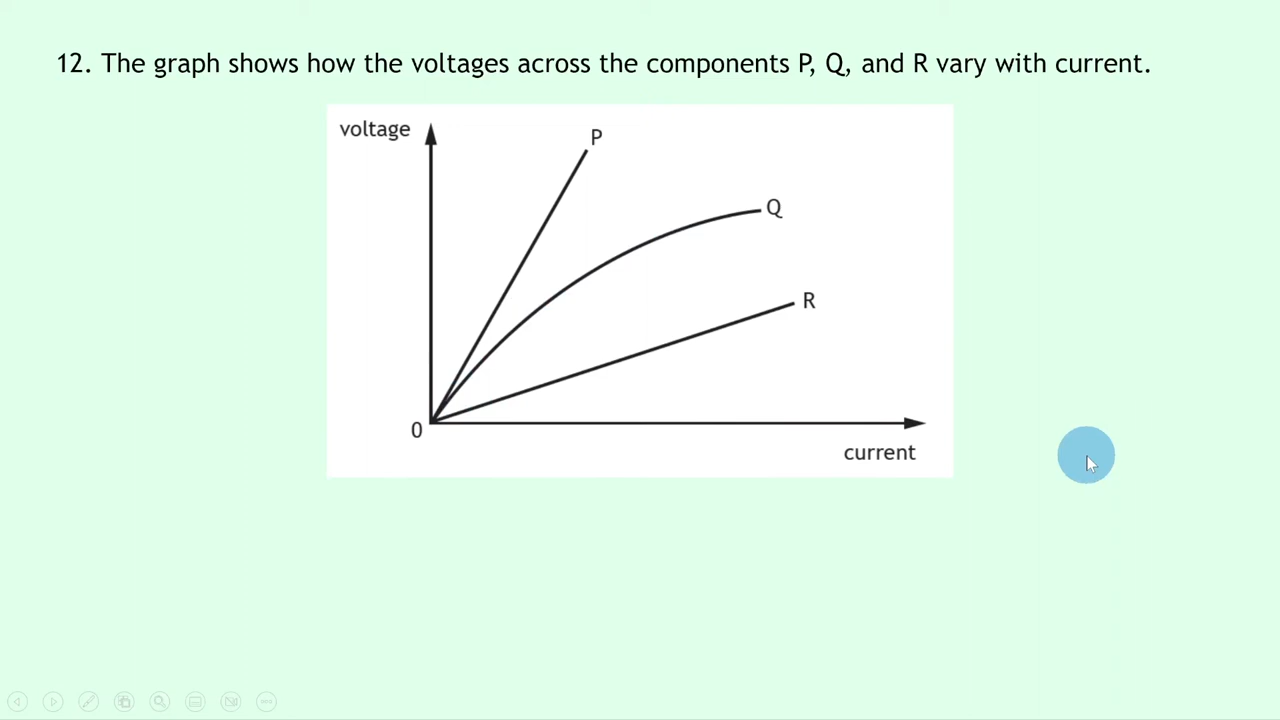 12. The graph shows how the voltages across the components P, Q, and R vary with current.
voltage
P
Q
R
0
current